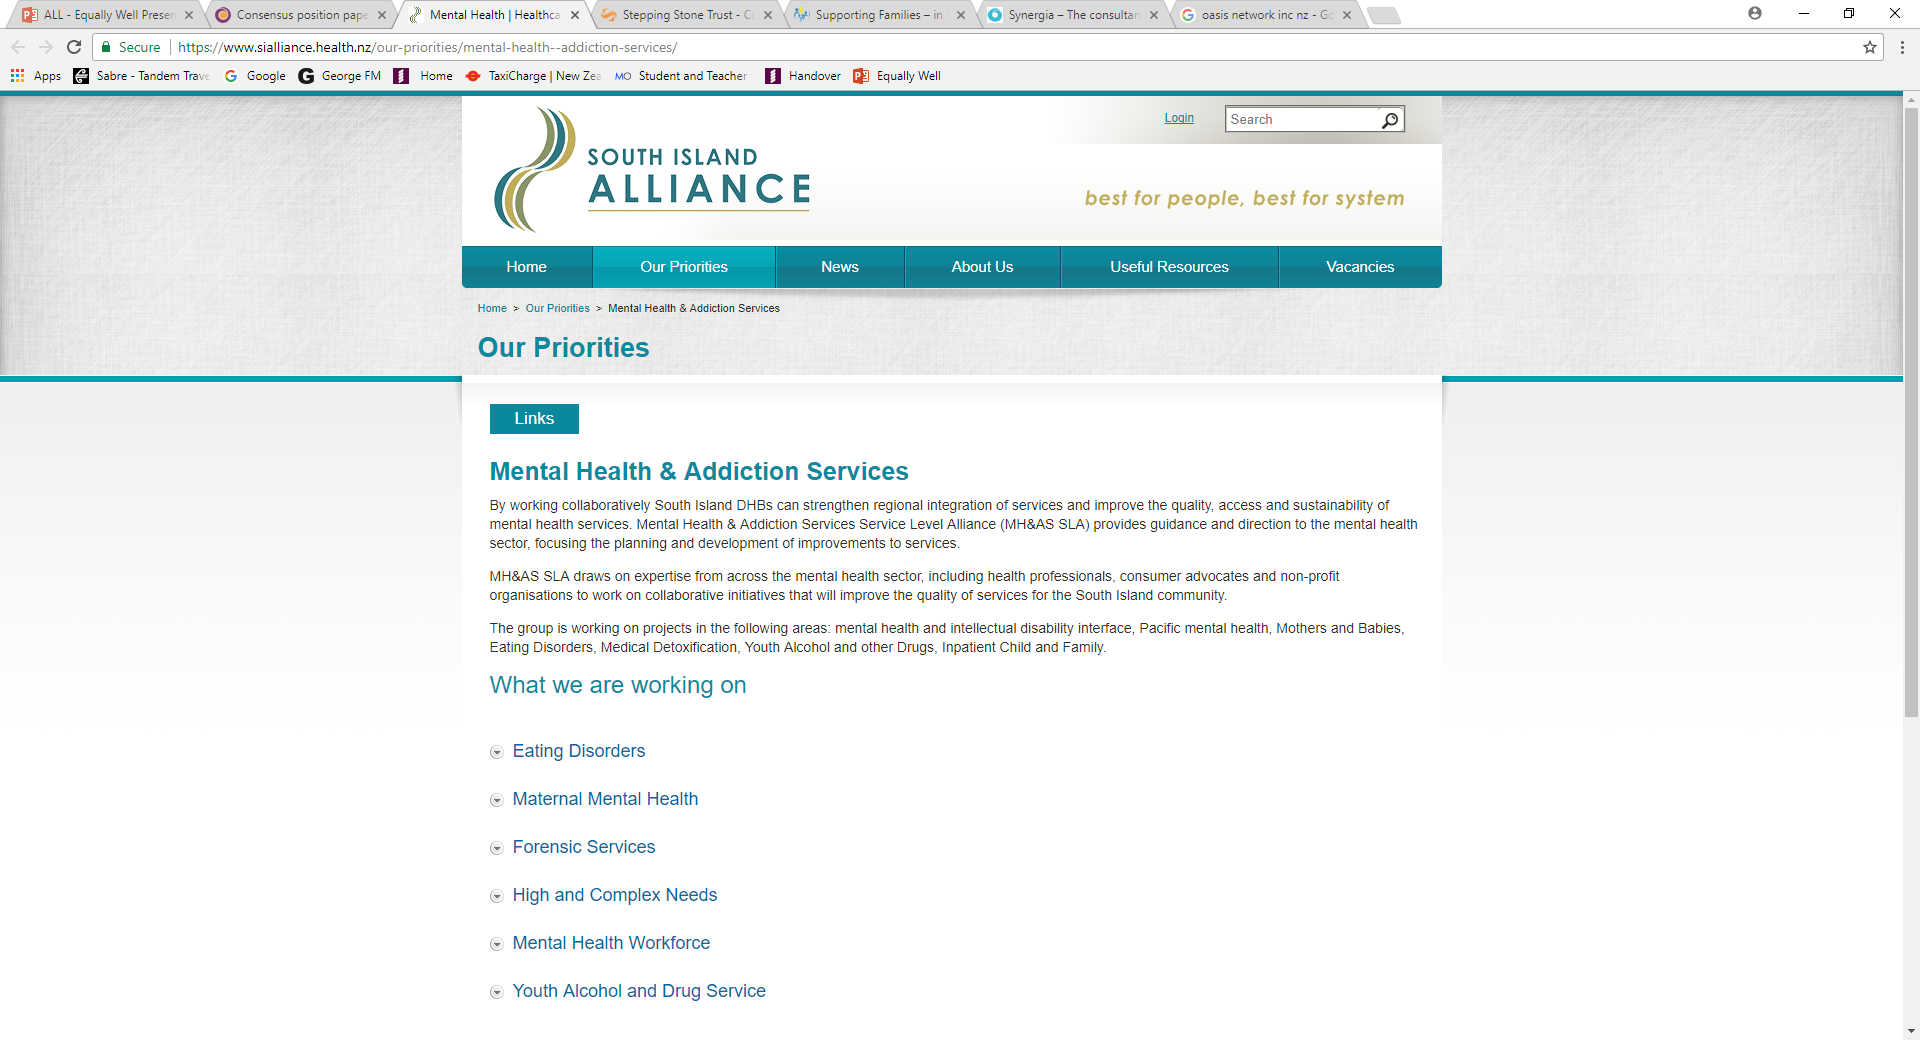 ALL - Equally Well Presen
Consensus position pape
Mental Health | Healthca
Stepping Stone Trust - Co
Supporting Families – in
Synergia – The consultan
oasis network inc nz - Go
Secure
https://www.sialliance.health.nz/our-priorities/mental-health--addiction-services/
Apps
Sabre - Tandem Trave
Google
George FM
Home
TaxiCharge | New Zea
MO Student and Teacher
Handover
Equally Well
Login
Search
SOUTH ISLAND
ALLIANCE
best for people, best for system
Home
Our Priorities
News
About Us
Useful Resources
Vacancies
Home > Our Priorities > Mental Health & Addiction Services
Our Priorities
Links
Mental Health & Addiction Services
By working collaboratively South Island DHBs can strengthen regional integration of services and improve the quality, access and sustainability of
mental health services. Mental Health & Addiction Services Service Level Alliance (MH&AS SLA) provides guidance and direction to the mental health
sector, focusing the planning and development of improvements to services.
MH&AS SLA draws on expertise from across the mental health sector, including health professionals, consumer advocates and non-profit
organisations to work on collaborative initiatives that will improve the quality of services for the South Island community.
The group is working on projects in the following areas: mental health and intellectual disability interface, Pacific mental health, Mothers and Babies,
Eating Disorders, Medical Detoxification, Youth Alcohol and other Drugs, Inpatient Child and Family.
What we are working on
Eating Disorders
Maternal Mental Health
Forensic Services
High and Complex Needs
Mental Health Workforce
Youth Alcohol and Drug Service